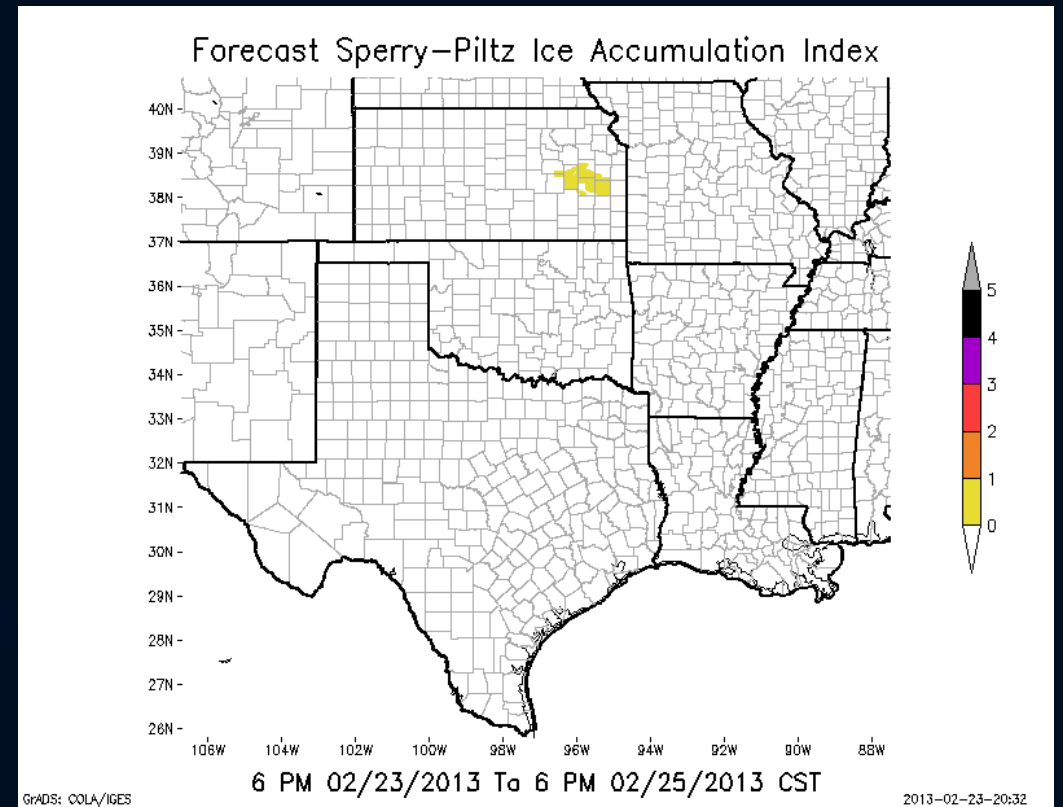 Forecast Sperry-Piltz Ice Accumulation Index
40N
39N
38N
37N
36N
35N
34N
33N
32N
31N
30N
29N
28N
27N
26N
106W 104W 102W 100W 98W 96W 94W 92W 90W 88W
5
4
3
2
1
0
6 PM 02/23/2013 To 6 PM 02/25/2013 CST
GrADS: COLA/IGES
2013-02-23-20:32